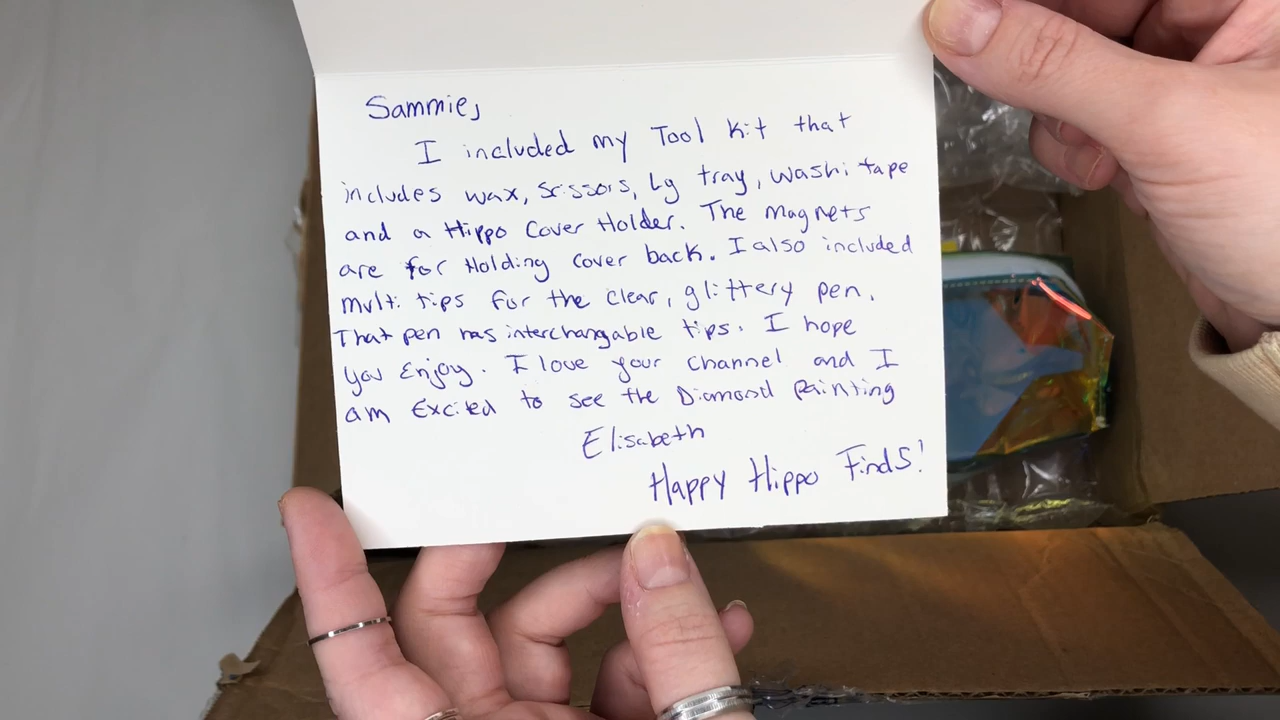 Sammie,
I included my Tool kit that
includes wax, scissors, Lg tray, washi tape
and a Hippo Cover Holder. The magnets
are for Holding Cover back. I also included
multi tips for the clear, glittery pen.
That pen has interchangable tips. I hope
you Enjoy. I love your Channel and I
am Excited to see the Diamond Painting
Elisabeth
Happy Hippo Finds!